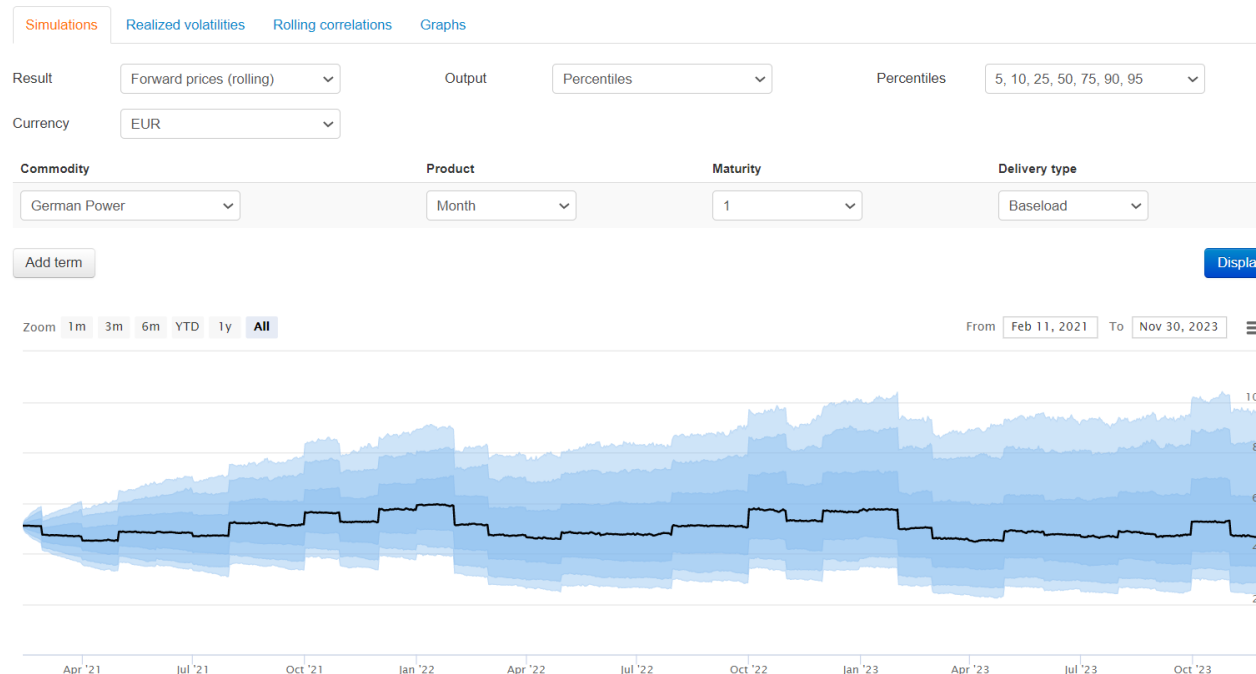 Simulations Realized volatilities Rolling correlations Graphs
Result Forward prices (rolling) Output Percentiles Percentiles 5, 10, 25, 50, 75, 90, 95
Currency EUR
Commodity Product Maturity Delivery type
German Power Month 1 Baseload
Add term Displa
Zoom 1m 3m 6m YTD 1y All From Feb 11, 2021 To Nov 30, 2023
Apr '21 Jul '21 Oct '21 Jan '22 Apr '22 Jul '22 Oct '22 Jan '23 Apr '23 Jul '23 Oct '23